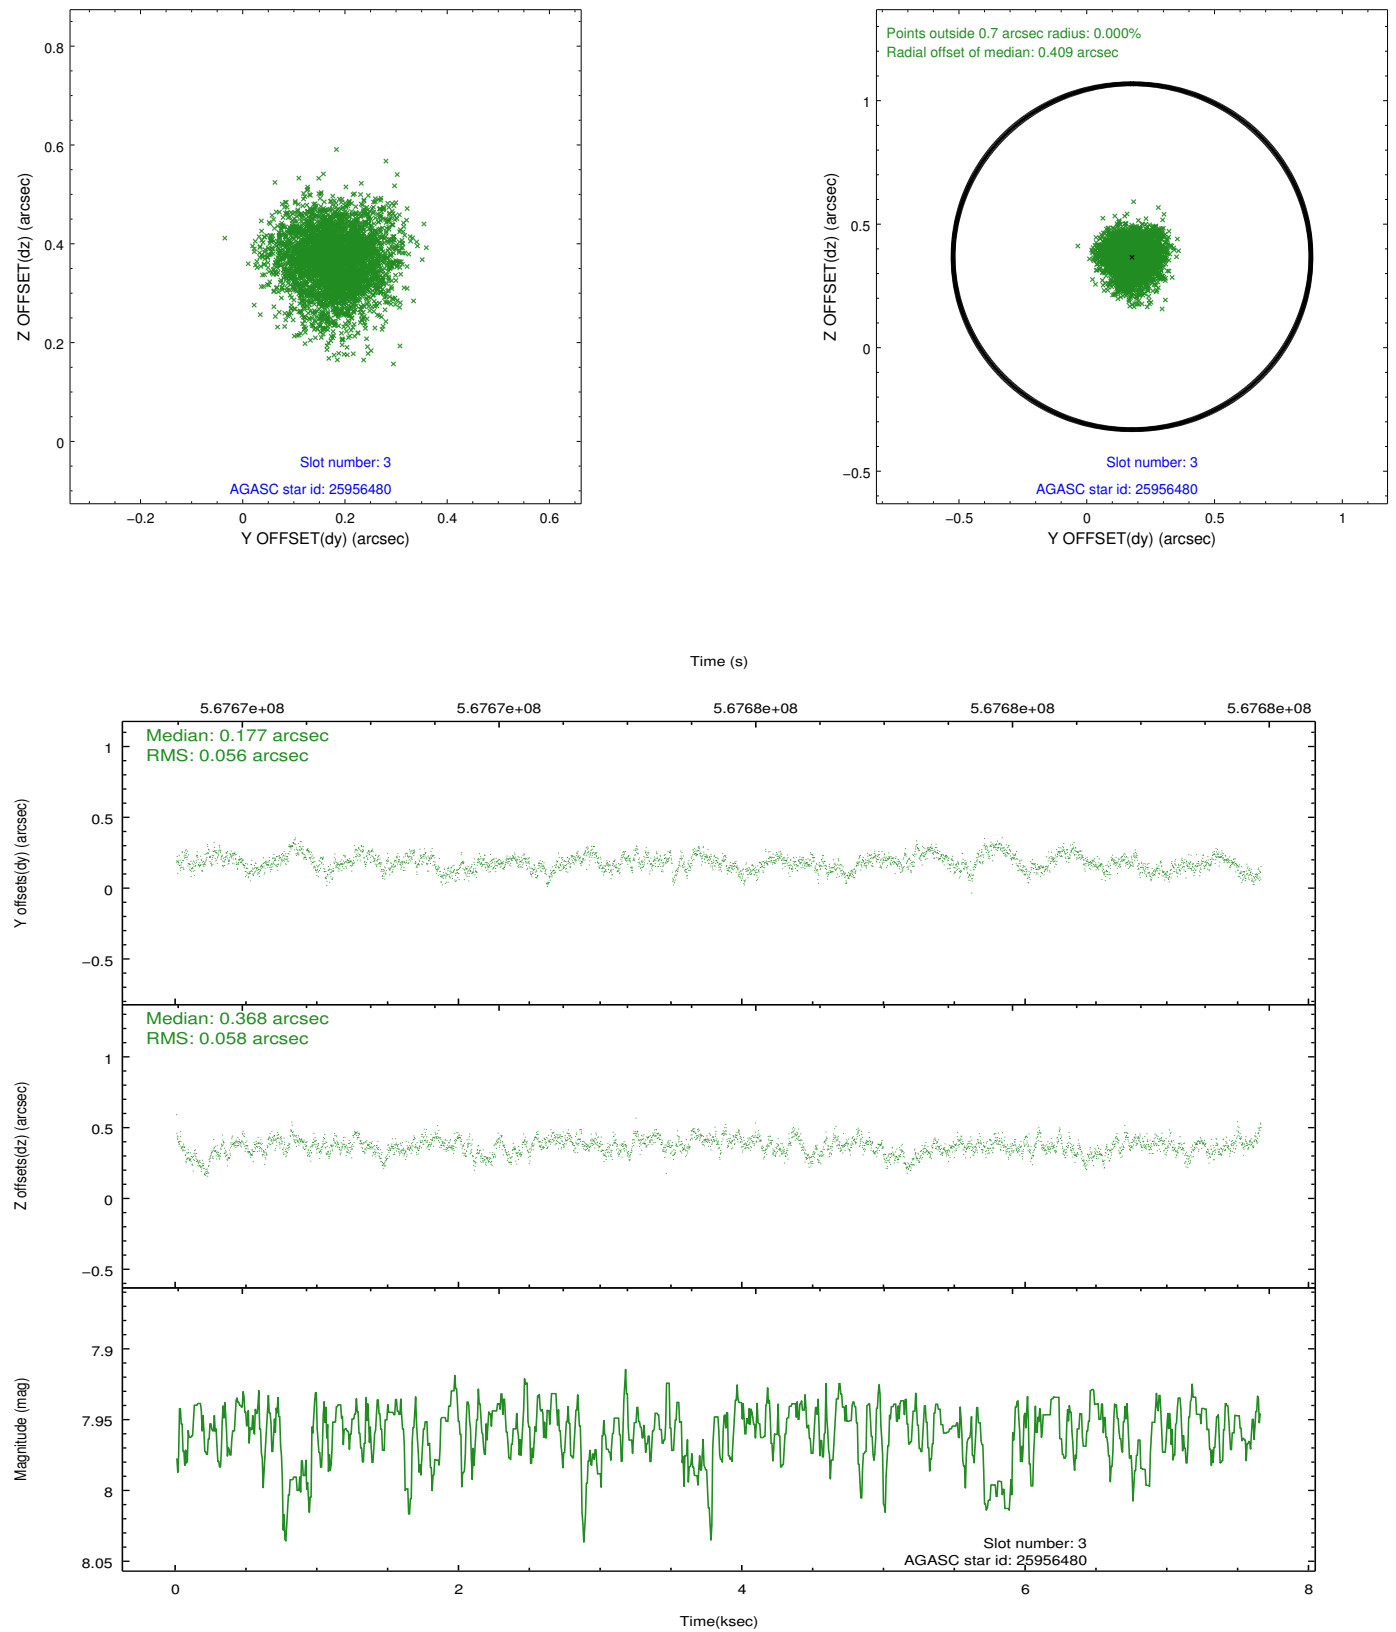 0.8
0.6
0.4
0.2
0
Z OFFSET(dz) (arcsec)
Slot number: 3
AGASC star id: 25956480
−0.2 0 0.2 0.4 0.6
Y OFFSET(dy) (arcsec)
Points outside 0.7 arcsec radius: 0.000%
Radial offset of median: 0.409 arcsec
1
0.5
0
−0.5
Z OFFSET(dz) (arcsec)
Slot number: 3
AGASC star id: 25956480
−0.5 0 0.5 1
Y OFFSET(dy) (arcsec)
Time (s)
5.6767e+08 5.6767e+08 5.6768e+08 5.6768e+08 5.6768e+08
Median: 0.177 arcsec
RMS: 0.056 arcsec
1
0.5
0
−0.5
Y offsets(dy) (arcsec)
Median: 0.368 arcsec
RMS: 0.058 arcsec
1
0.5
0
−0.5
Z offsets(dz) (arcsec)
7.9
7.95
8
8.05
Magnitude (mag)
Slot number: 3
AGASC star id: 25956480
0 2 4 6 8
Time(ksec)